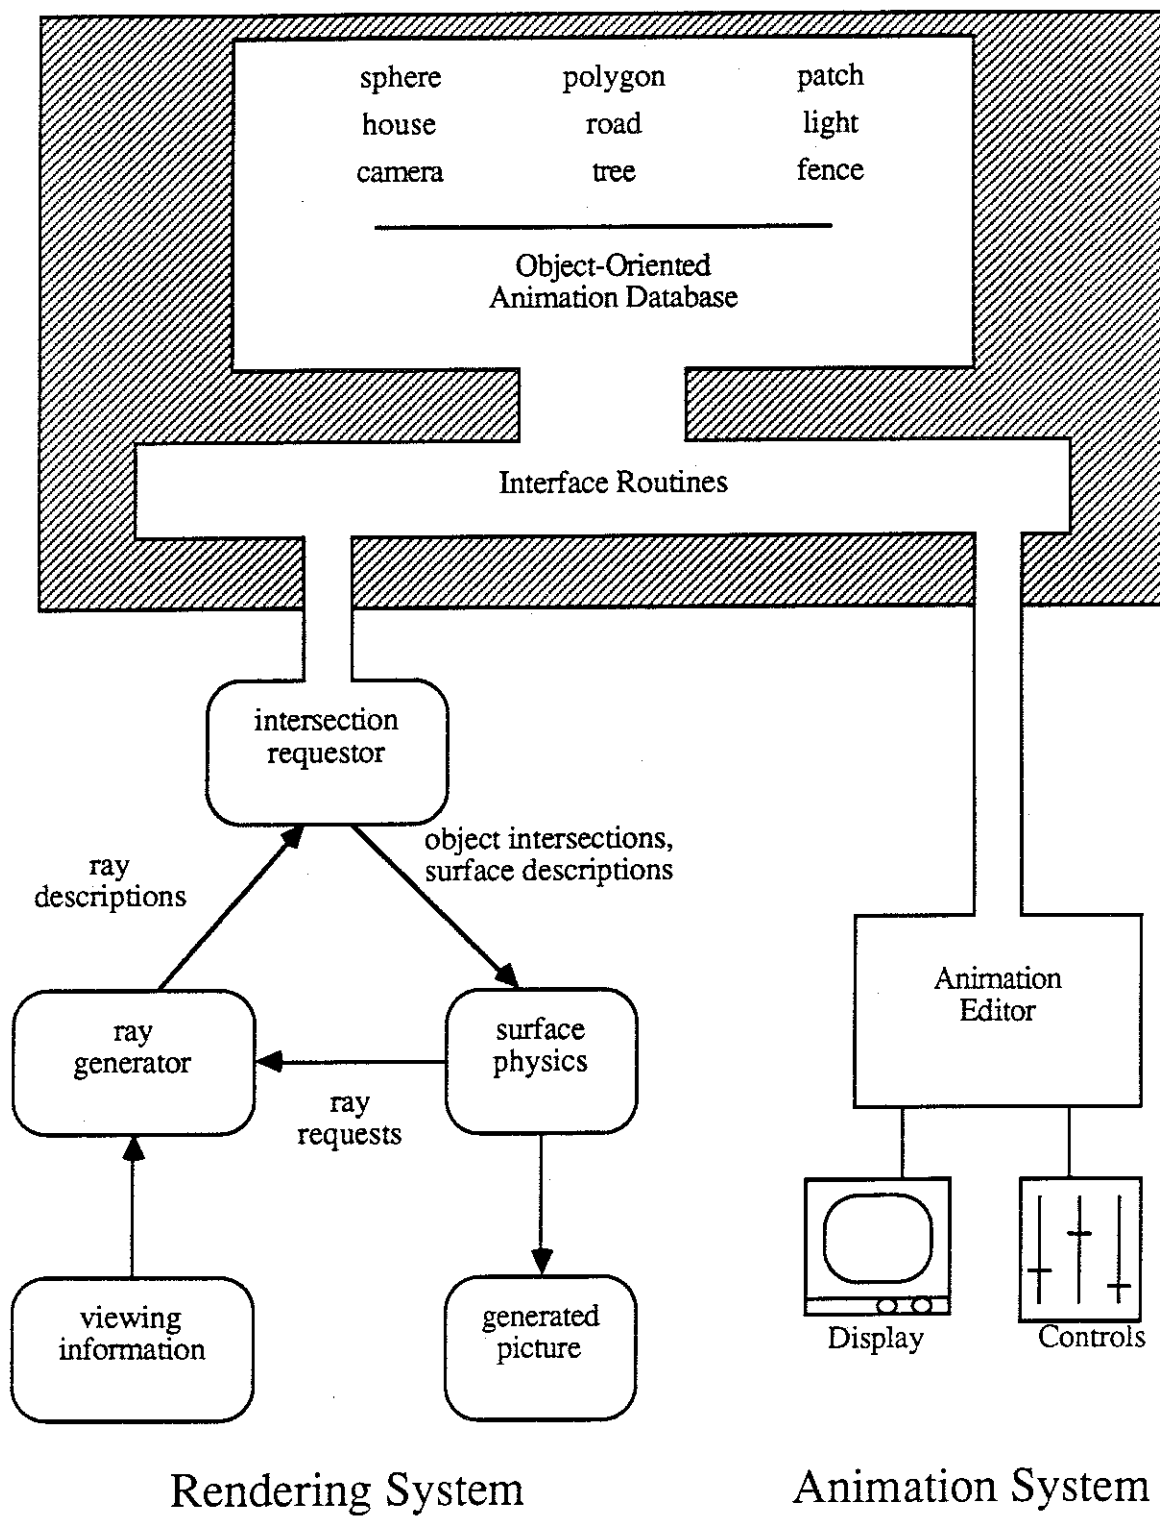 sphere polygon patch
house road light
camera tree fence
Object-Oriented
Animation Database
Interface Routines
intersection
requestor
object intersections,
surface descriptions
ray
descriptions
ray
generator
surface
physics
ray
requests
viewing
information
generated
picture
Animation
Editor
Display
Controls
Rendering System
Animation System